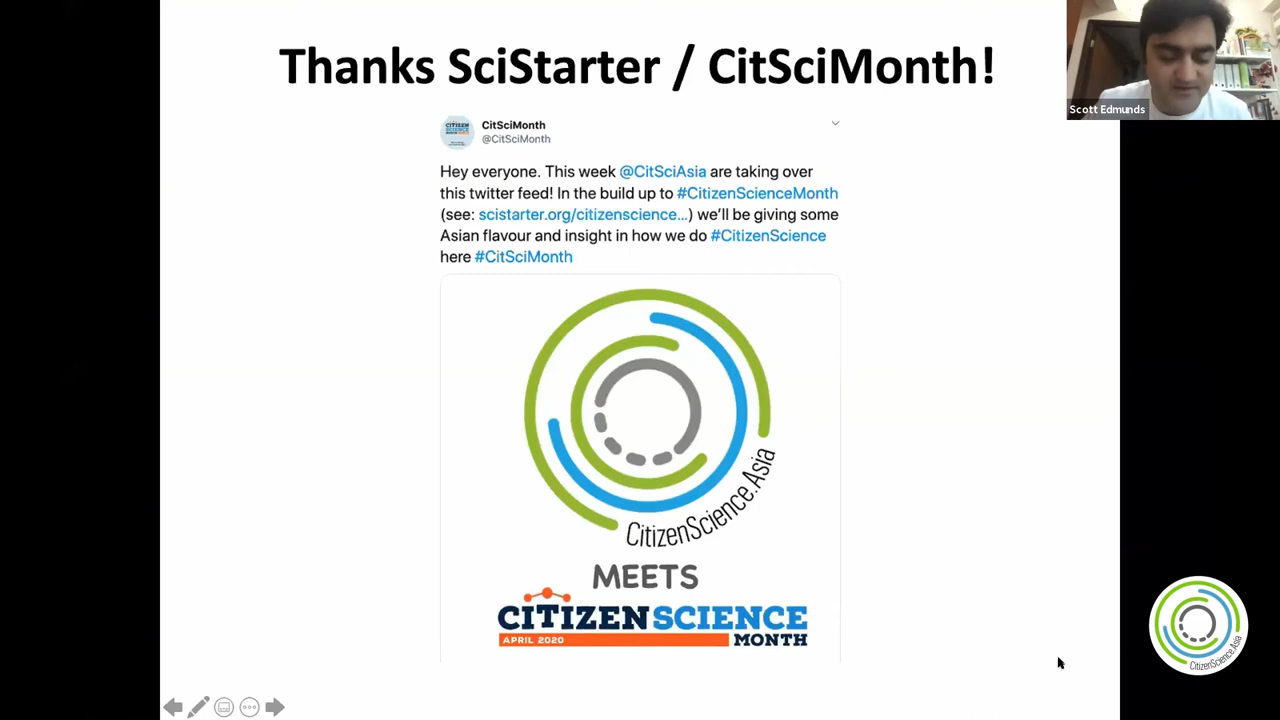 Thanks SciStarter / CitSciMonth!
Scott Edmunds
CitSciMonth
@CitSciMonth
Hey everyone. This week @CitSciAsia are taking over
this twitter feed! In the build up to #CitizenScienceMonth
(see: scistarter.org/citizenscience...) we'll be giving some
Asian flavour and insight in how we do #CitizenScience
here #CitSciMonth
CitizenScience.Asia
MEETS
CITIZENSCIENCE
APRIL 2020
MONTH
CitizenScience.Asia